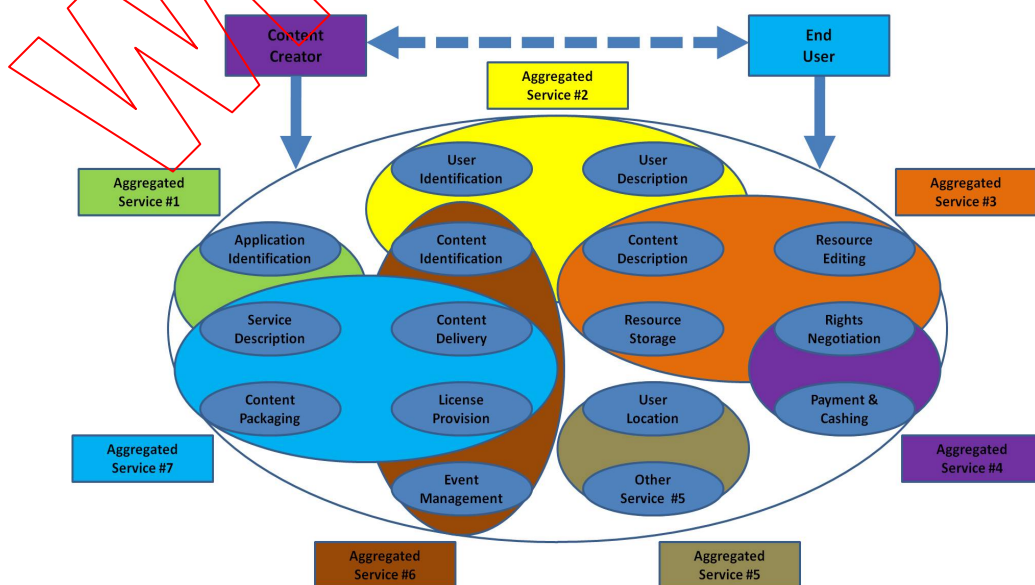 Content
Creator
End
User
Aggregated
Service #2
User
Identification
User
Description
Aggregated
Service #1
Aggregated
Service #3
Application
Identification
Content
Identification
Content
Description
Resource
Editing
Service
Description
Content
Delivery
Resource
Storage
Rights
Negotiation
Content
Packaging
License
Provision
User
Location
Payment &
Cashing
Aggregated
Service #7
Aggregated
Service #4
Event
Management
Other
Service #5
Aggregated
Service #6
Aggregated
Service #5